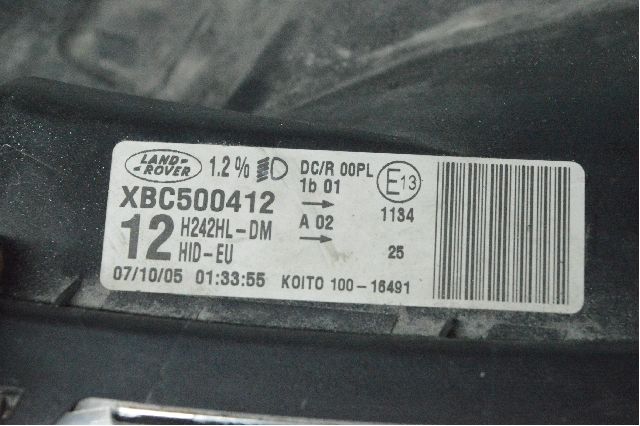 LAND-
-ROVER 1.2% DC/R 00PL
1b 01 E13
XBC500412 → 1134
12 H242HL-DM A 02
HID-EU → 25
07/10/05 01:33:55 KOITO 100-16491